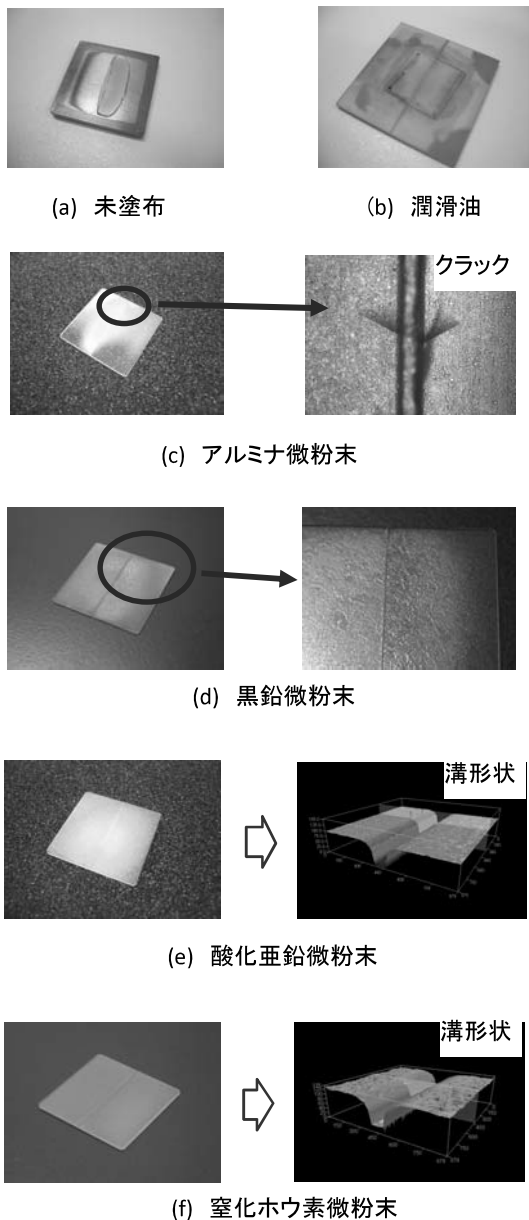 (a) 未塗布
(b) 潤滑油
クラック
(c) アルミナ微粉末
(d) 黒鉛微粉末
溝形状
(e) 酸化亜鉛微粉末
溝形状
(f) 窒化ホウ素微粉末